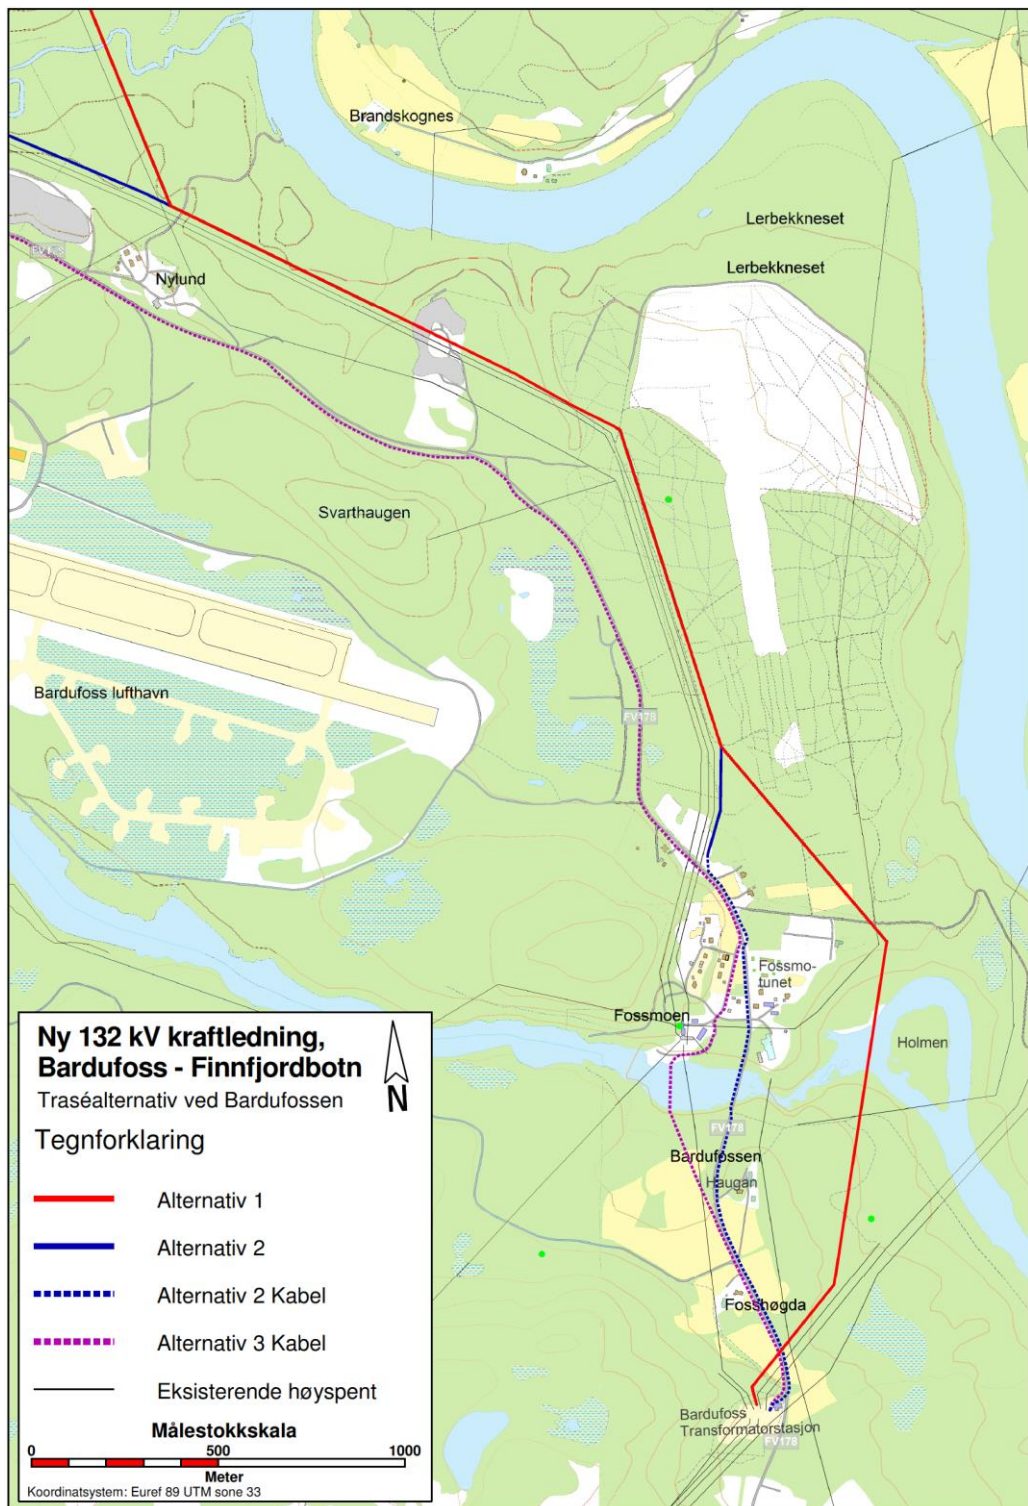 Brandskognes
Lerbekkneset
Lerbekkneset
FV178
Nylund
Svarthaugen
Bardufoss lufthavn
FV178
Fossmo-
tunet
Fossmoen
Holmen
FV178
Bardufossen
Haugan
Fosshøgda
Bardufoss
Transformatorstasjon
FV178
Ny 132 kV kraftledning,
Bardufoss - Finnfjordbotn
Traséalternativ ved Bardufossen
N
Tegnforklaring
Alternativ 1
Alternativ 2
Alternativ 2 Kabel
Alternativ 3 Kabel
Eksisterende høyspent
Målestokkskala
0 500 1000
Meter
Koordinatsystem: Euref 89 UTM sone 33